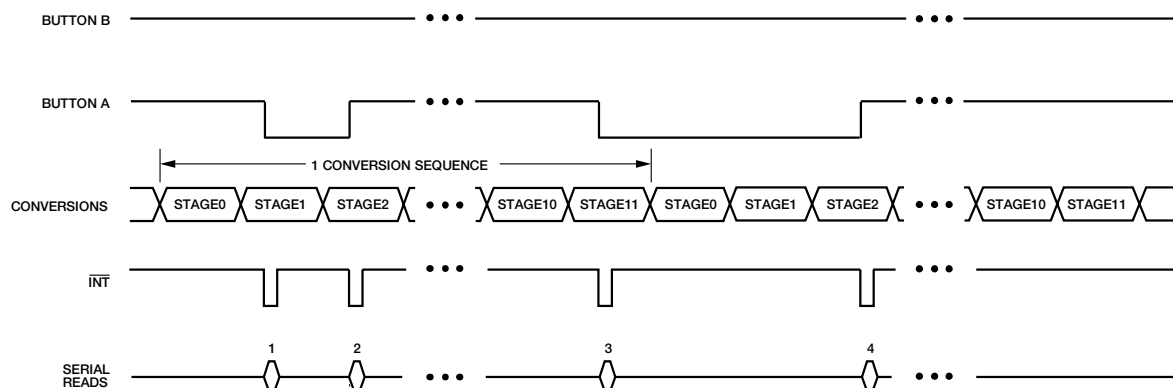 BUTTON B
BUTTON A
1 CONVERSION SEQUENCE
CONVERSIONS STAGE0 STAGE1 STAGE2 STAGE10 STAGE11 STAGE0 STAGE1 STAGE2 STAGE10 STAGE11
INT
1 2 3 4
SERIAL
READS